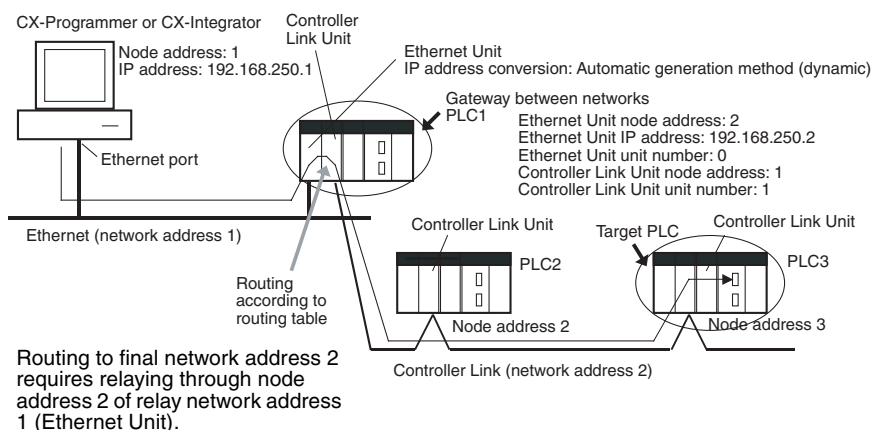 CX-Programmer or CX-Integrator
Node address: 1
IP address: 192.168.250.1
Controller
Link Unit
Ethernet Unit
IP address conversion: Automatic generation method (dynamic)
Gateway between networks
PLC1
Ethernet Unit node address: 2
Ethernet Unit IP address: 192.168.250.2
Ethernet Unit unit number: 0
Controller Link Unit node address: 1
Controller Link Unit unit number: 1
Ethernet port
Ethernet (network address 1)
Controller Link Unit
PLC2
Target PLC
Controller Link Unit
PLC3
Routing
according to
routing table
Node address 2
Node address 3
Controller Link (network address 2)
Routing to final network address 2
requires relaying through node
address 2 of relay network address
1 (Ethernet Unit).